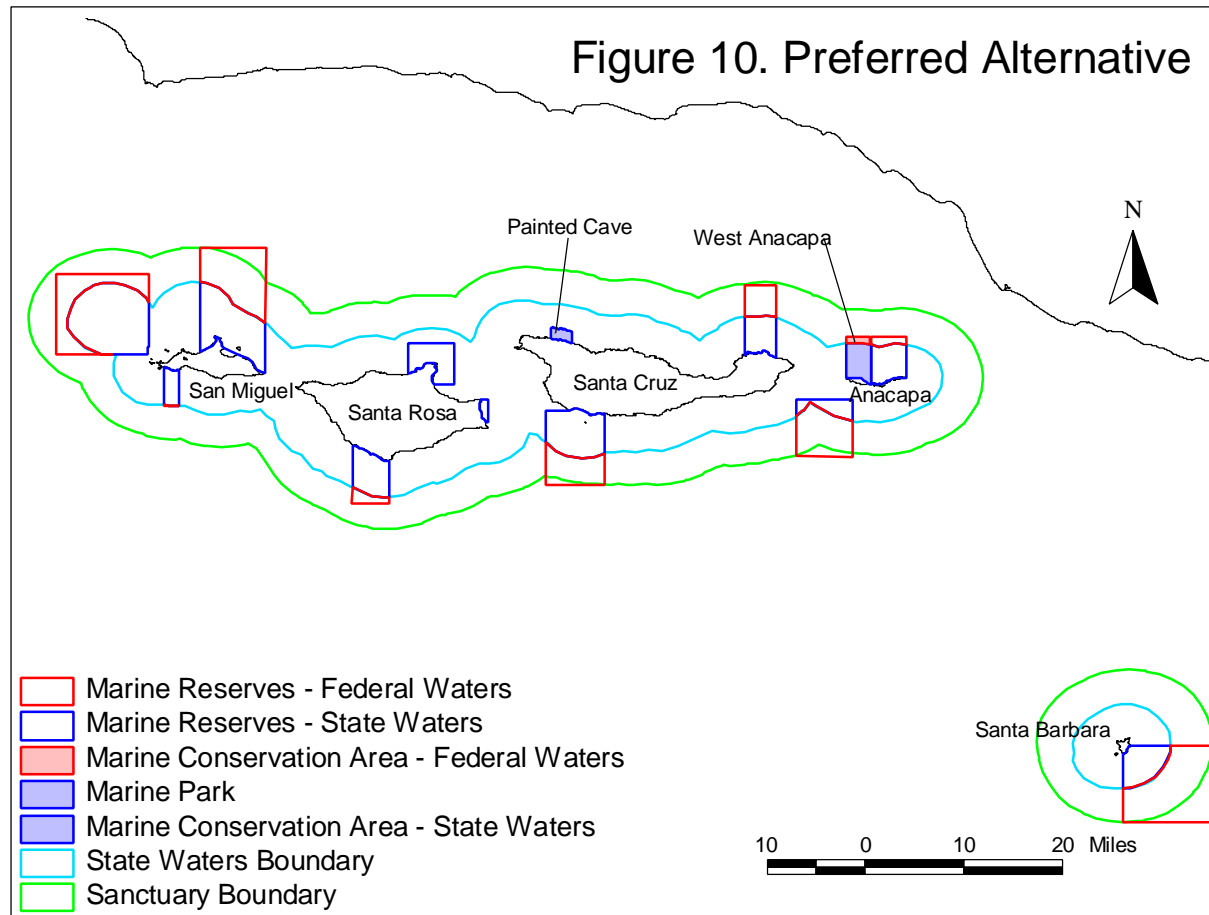 Figure 10. Preferred Alternative
N
Painted Cave
West Anacapa
San Miguel
Santa Rosa
Santa Cruz
Anacapa
Santa Barbara
Marine Reserves - Federal Waters
Marine Reserves - State Waters
Marine Conservation Area - Federal Waters
Marine Park
Marine Conservation Area - State Waters
State Waters Boundary
Sanctuary Boundary
10 0 10 20 Miles